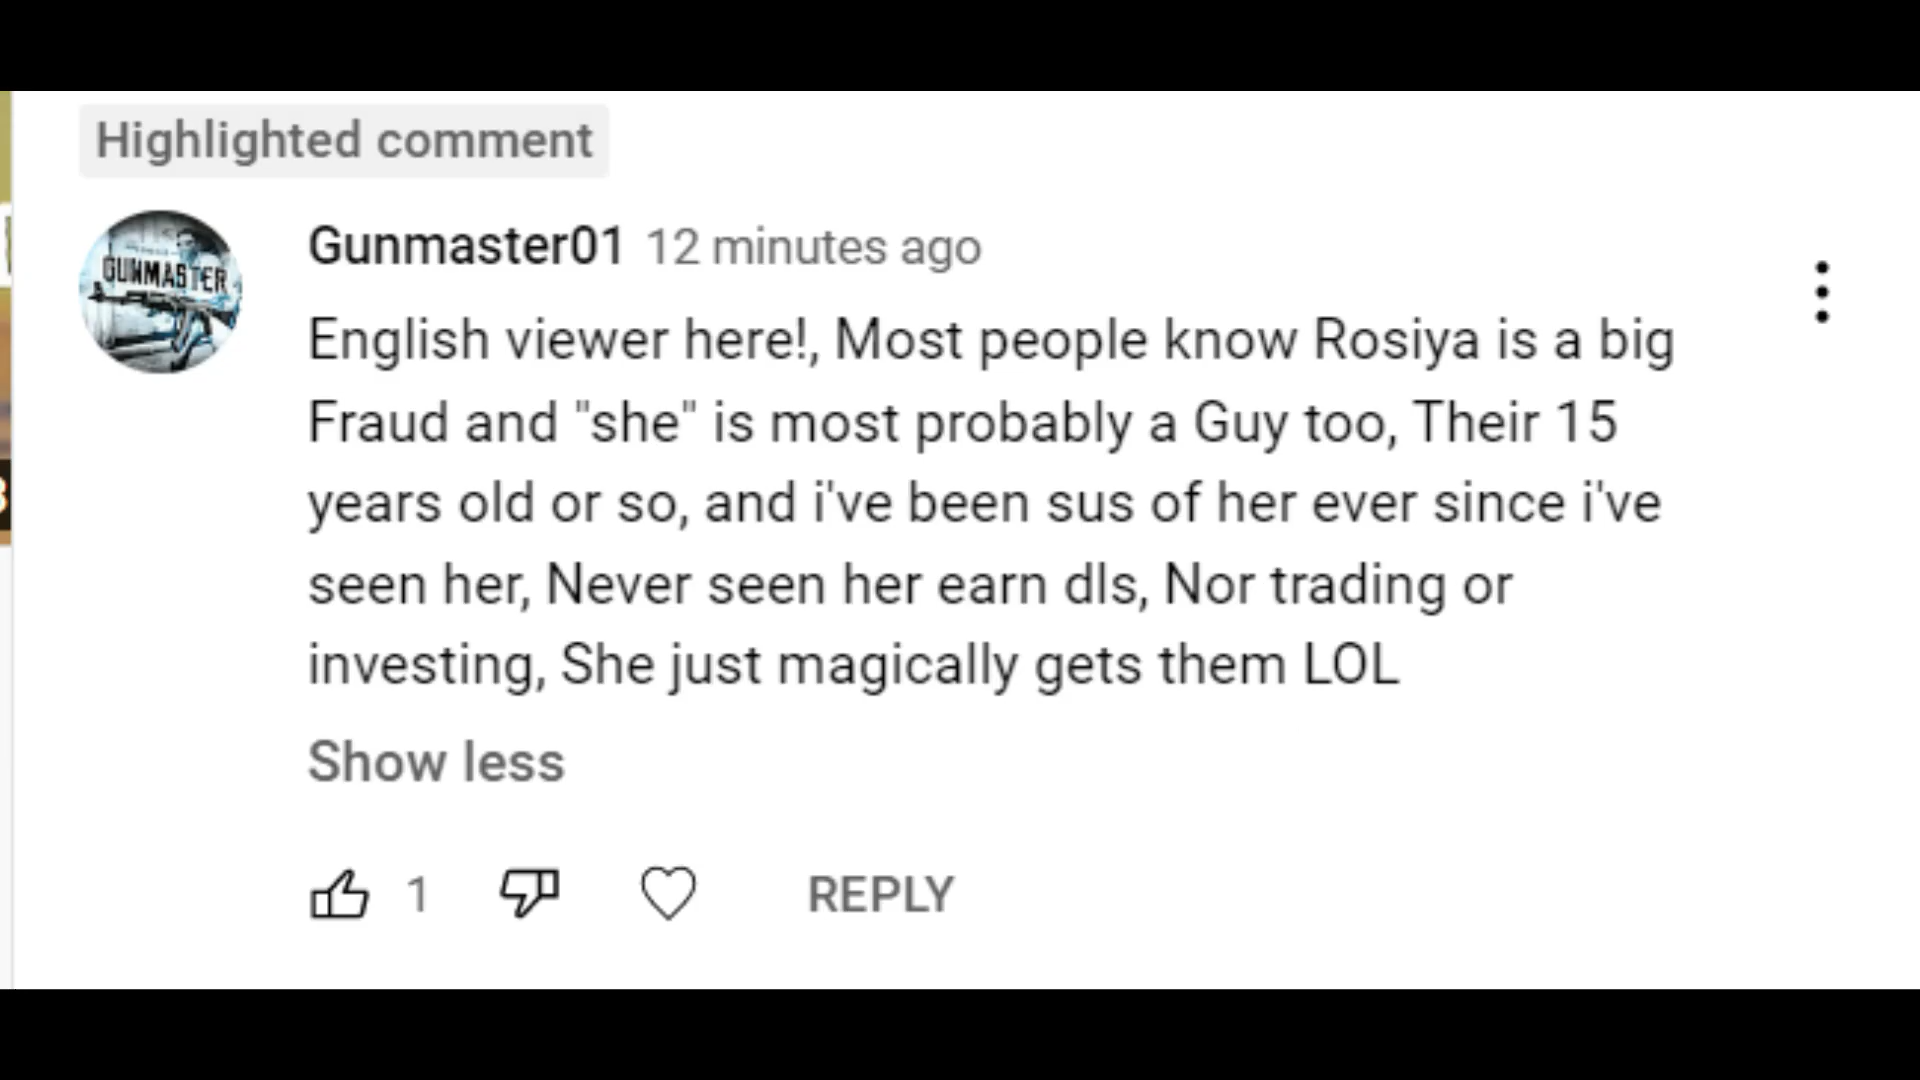 Highlighted comment
GUNMASTER
Gunmaster01 12 minutes ago
English viewer here!, Most people know Rosiya is a big
Fraud and "she" is most probably a Guy too, Their 15
years old or so, and i've been sus of her ever since i've
seen her, Never seen her earn dls, Nor trading or
investing, She just magically gets them LOL
Show less
1
REPLY